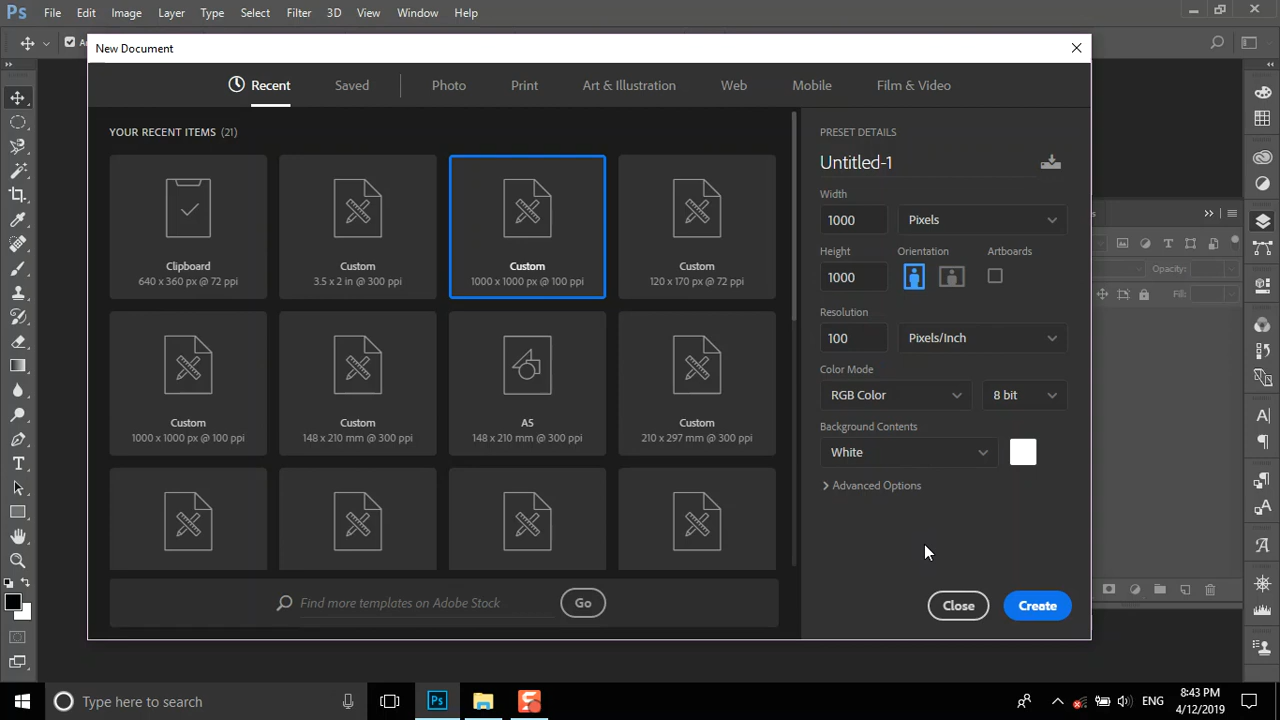 Ps File Edit Image Layer Type Select Filter 3D View Window Help
New Document
Recent Saved Photo Print Art & Illustration Web Mobile Film & Video
YOUR RECENT ITEMS (21)
Clipboard
640 x 360 px @ 72 ppi
Custom
3.5 x 2 in @ 300 ppi
Custom
1000 x 1000 px @ 100 ppi
Custom
120 x 170 px @ 72 ppi
Custom
1000 x 1000 px @ 100 ppi
Custom
148 x 210 mm @ 300 ppi
A5
148 x 210 mm @ 300 ppi
Custom
210 x 297 mm @ 300 ppi
Find more templates on Adobe Stock
Go
PRESET DETAILS
Untitled-1
Width
1000 Pixels
Height Orientation Artboards
1000
Resolution
100 Pixels/Inch
Color Mode
RGB Color 8 bit
Background Contents
White
Advanced Options
Close Create
Opacity:
Fill:
Type here to search
Ps
ENG
8:43 PM
4/12/2019